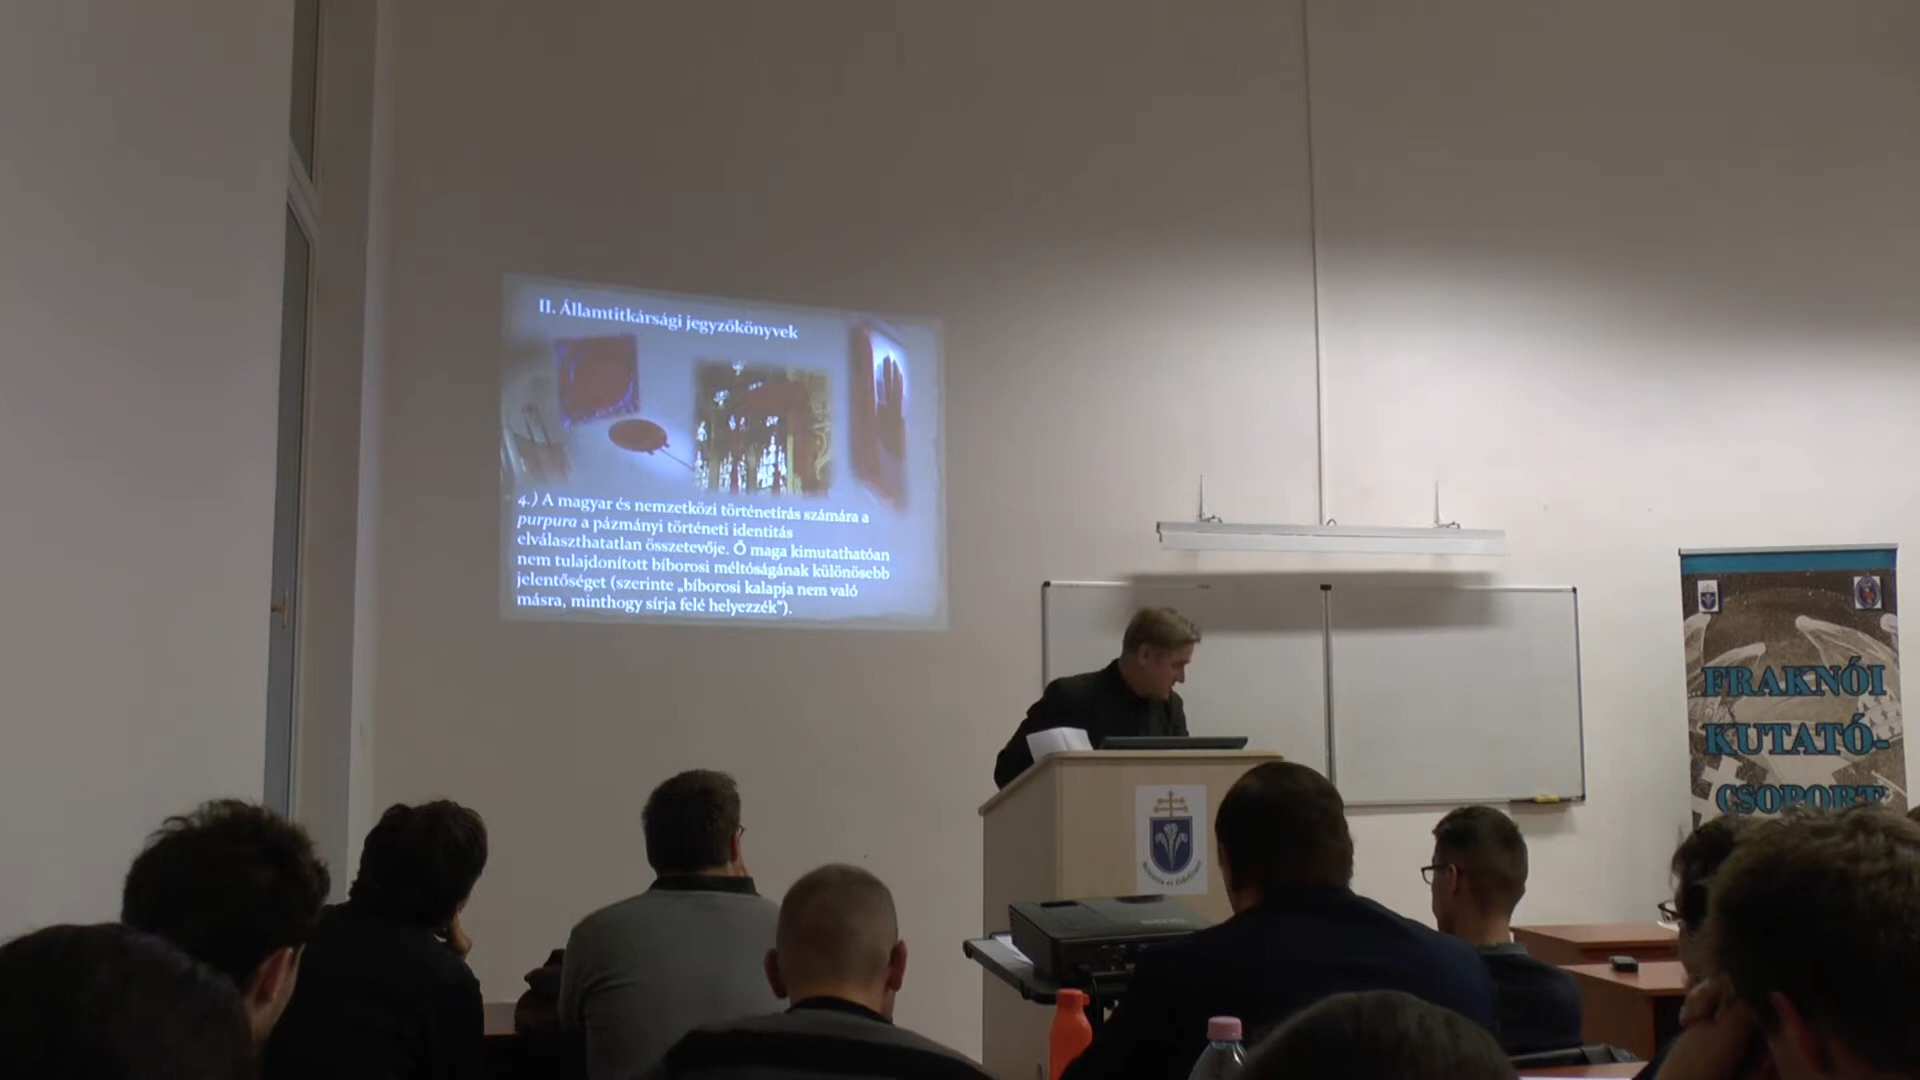 II. Államtitkársági jegyzőkönyvek
4.) A magyar és nemzetközi történetírás számára a
purpura a pázmányi történeti identitás
elválaszthatatlan összetevője. Ő maga kimutathatóan
nem tulajdonított bíborosi méltóságának különösebb
jelentőséget (szerinte „bíborosi kalapja nem való
másra, minthogy sírja felé helyezzék”).
FRAKNÓI
KUTATÓ-
CSOPORT